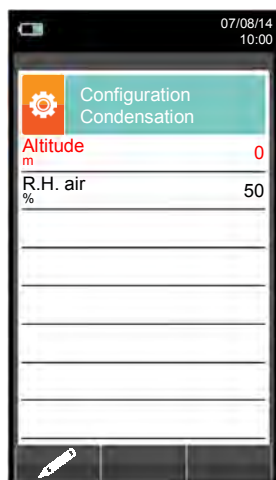 07/08/14
10:00
Configuration
Condensation
Altitude 0
m
R.H. air 50
%